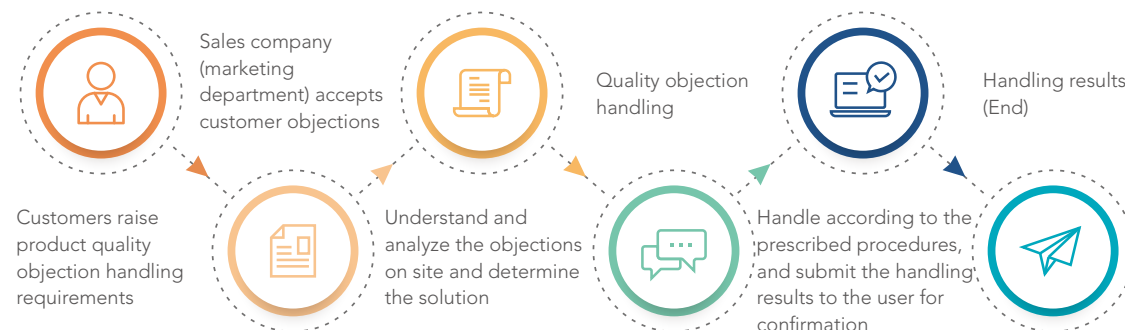 Customers raise
product quality
objection handling
requirements
Sales company
(marketing
department) accepts
customer objections
Understand and
analyze the objections
on site and determine
the solution
Quality objection
handling
Handle according to the
prescribed procedures,
and submit the handling
results to the user for
confirmation
Handling results
(End)